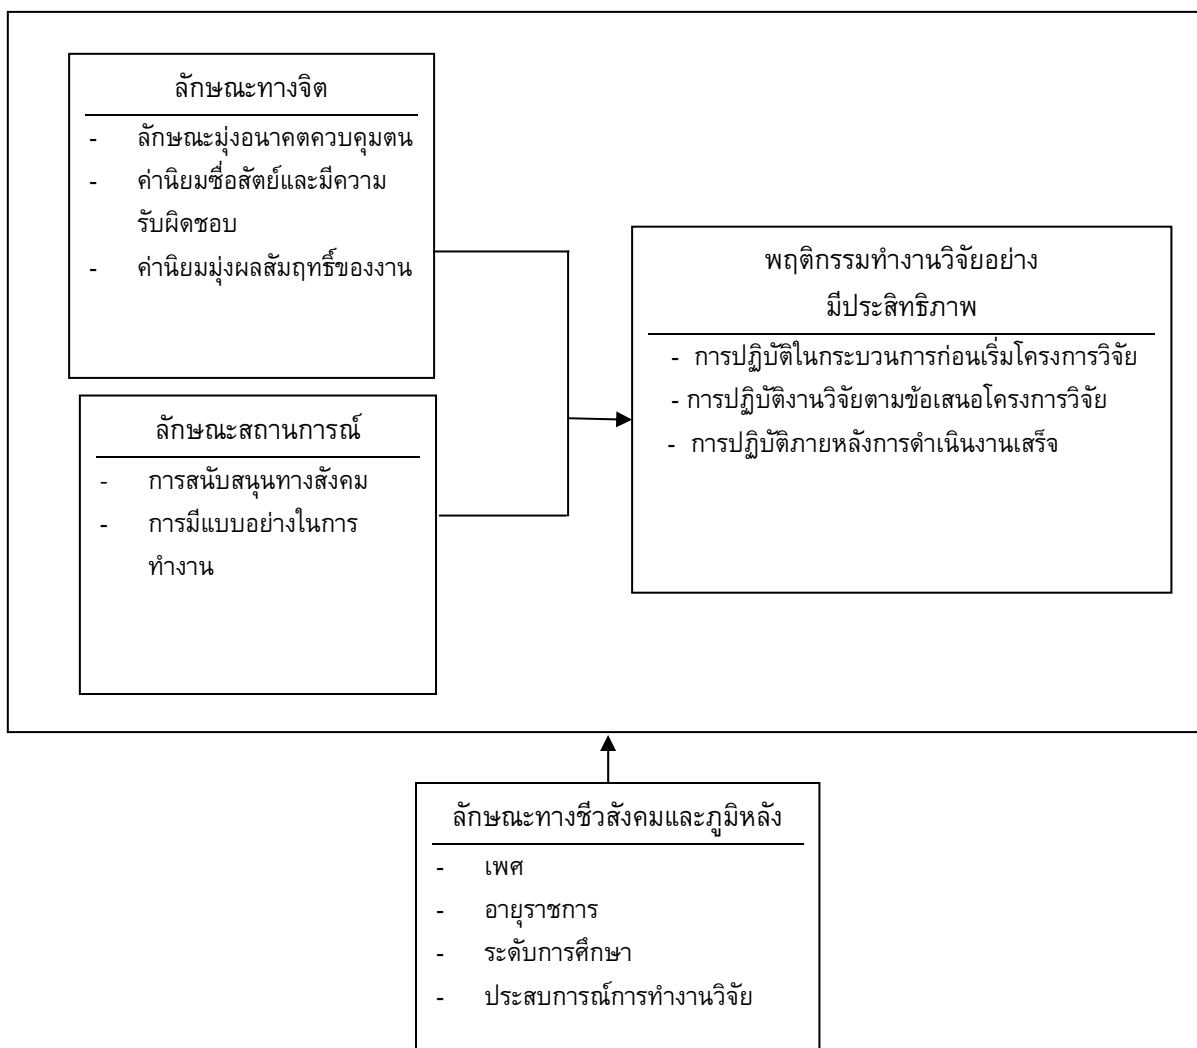 ลักษณะทางจิต
- ลักษณะมุ่งอนาคตควบคุมตน
- ค่านิยมซื่อสัตย์และมีความ
รับผิดชอบ
- ค่านิยมมุ่งผลสัมฤทธิ์ของงาน
ลักษณะสถานการณ์
- การสนับสนุนทางสังคม
- การมีแบบอย่างในการ
ทำงาน
พฤติกรรมทำงานวิจัยอย่าง
มีประสิทธิภาพ
- การปฏิบัติในกระบวนการก่อนเริ่มโครงการวิจัย
- การปฏิบัติงานวิจัยตามข้อเสนอโครงการวิจัย
- การปฏิบัติภายหลังการดำเนินงานเสร็จ
ลักษณะทางชีวสังคมและภูมิหลัง
- เพศ
- อายุราชการ
- ระดับการศึกษา
- ประสบการณ์การทำงานวิจัย